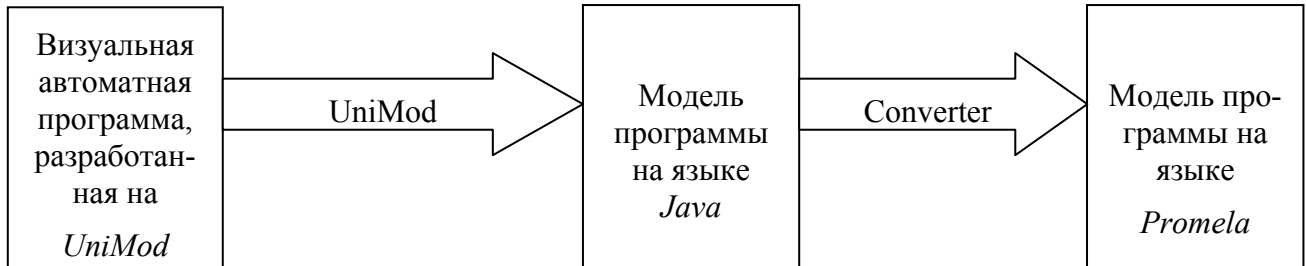 Визуальная
автоматная
программа,
разработан-
ная на
UniMod
UniMod
Модель
программы
на языке
Java
Converter
Модель про-
граммы на
языке
Promela